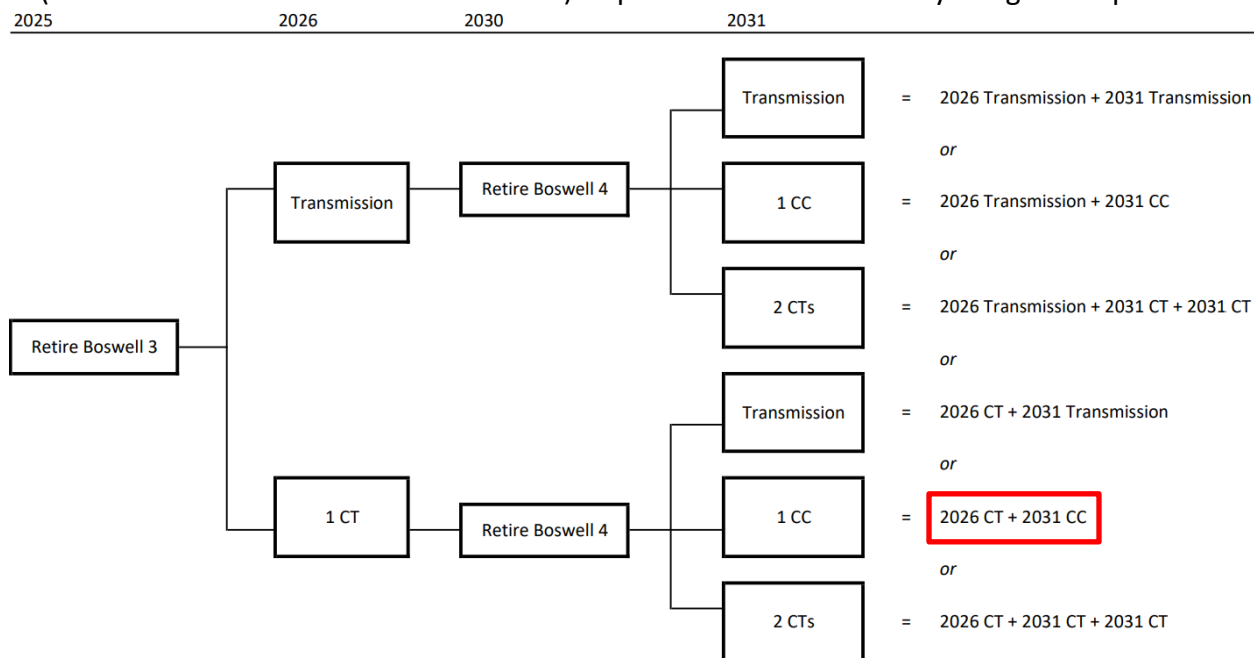 2025 2026 2030 2031
Transmission = 2026 Transmission + 2031 Transmission
or
Transmission Retire Boswell 4 1 CC = 2026 Transmission + 2031 CC
or
2 CTs = 2026 Transmission + 2031 CT + 2031 CT
Retire Boswell 3
or
Transmission = 2026 CT + 2031 Transmission
or
1 CT Retire Boswell 4 1 CC = 2026 CT + 2031 CC
or
2 CTs = 2026 CT + 2031 CT + 2031 CT